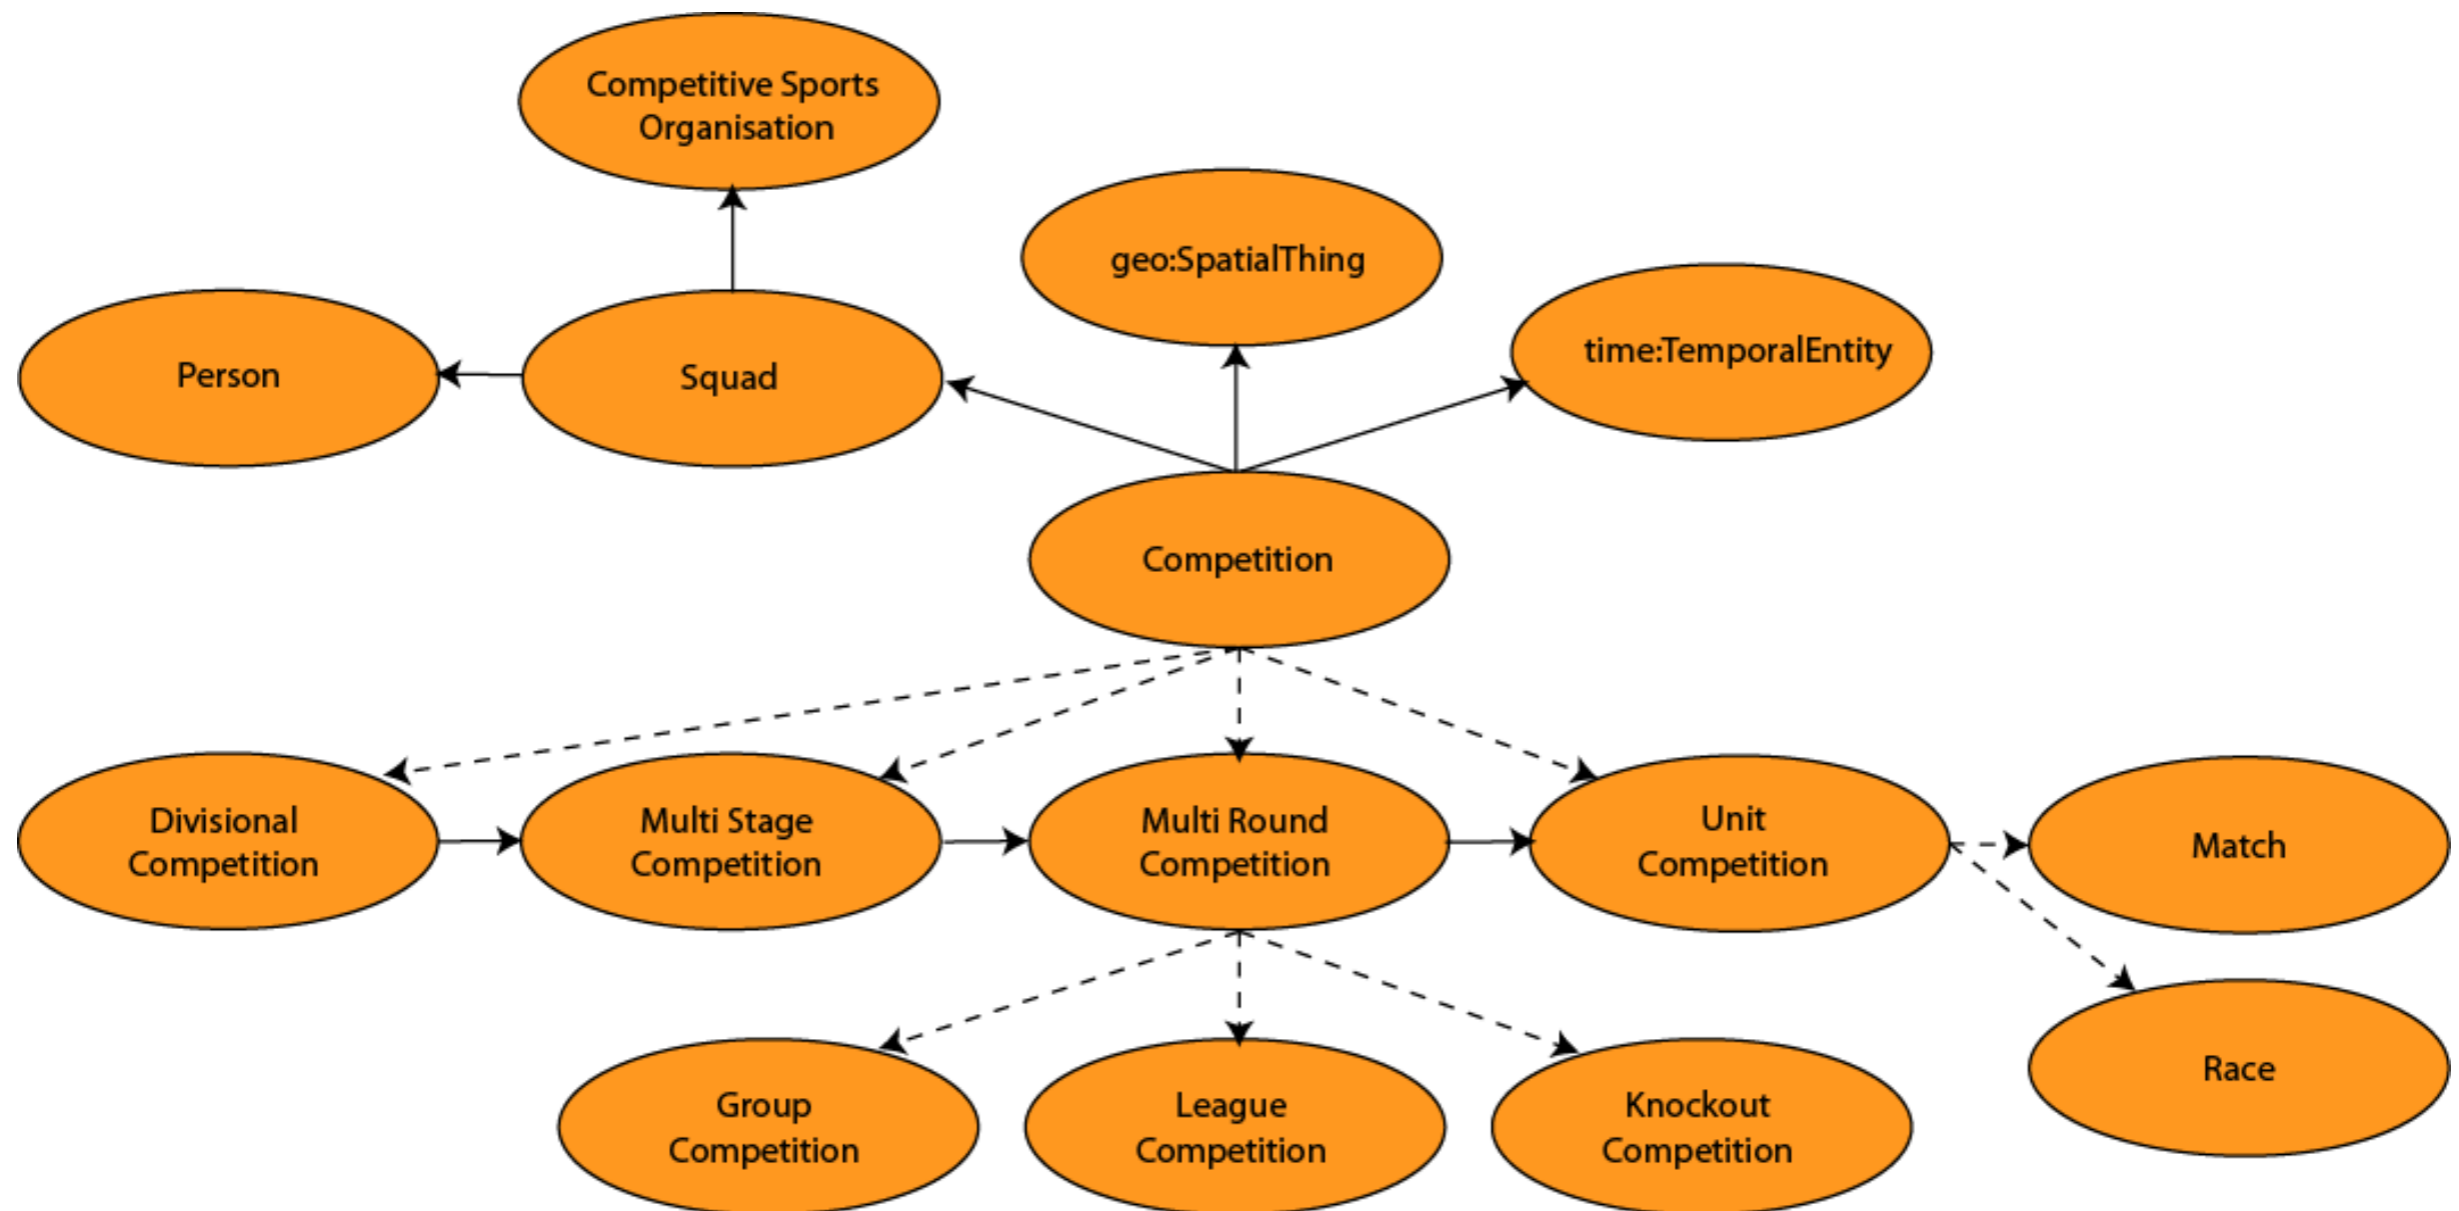 Competitive Sports
Organisation
geo:SpatialThing
time:TemporalEntity
Person
Squad
Competition
Divisional
Competition
Multi Stage
Competition
Multi Round
Competition
Unit
Competition
Match
Race
Group
Competition
League
Competition
Knockout
Competition